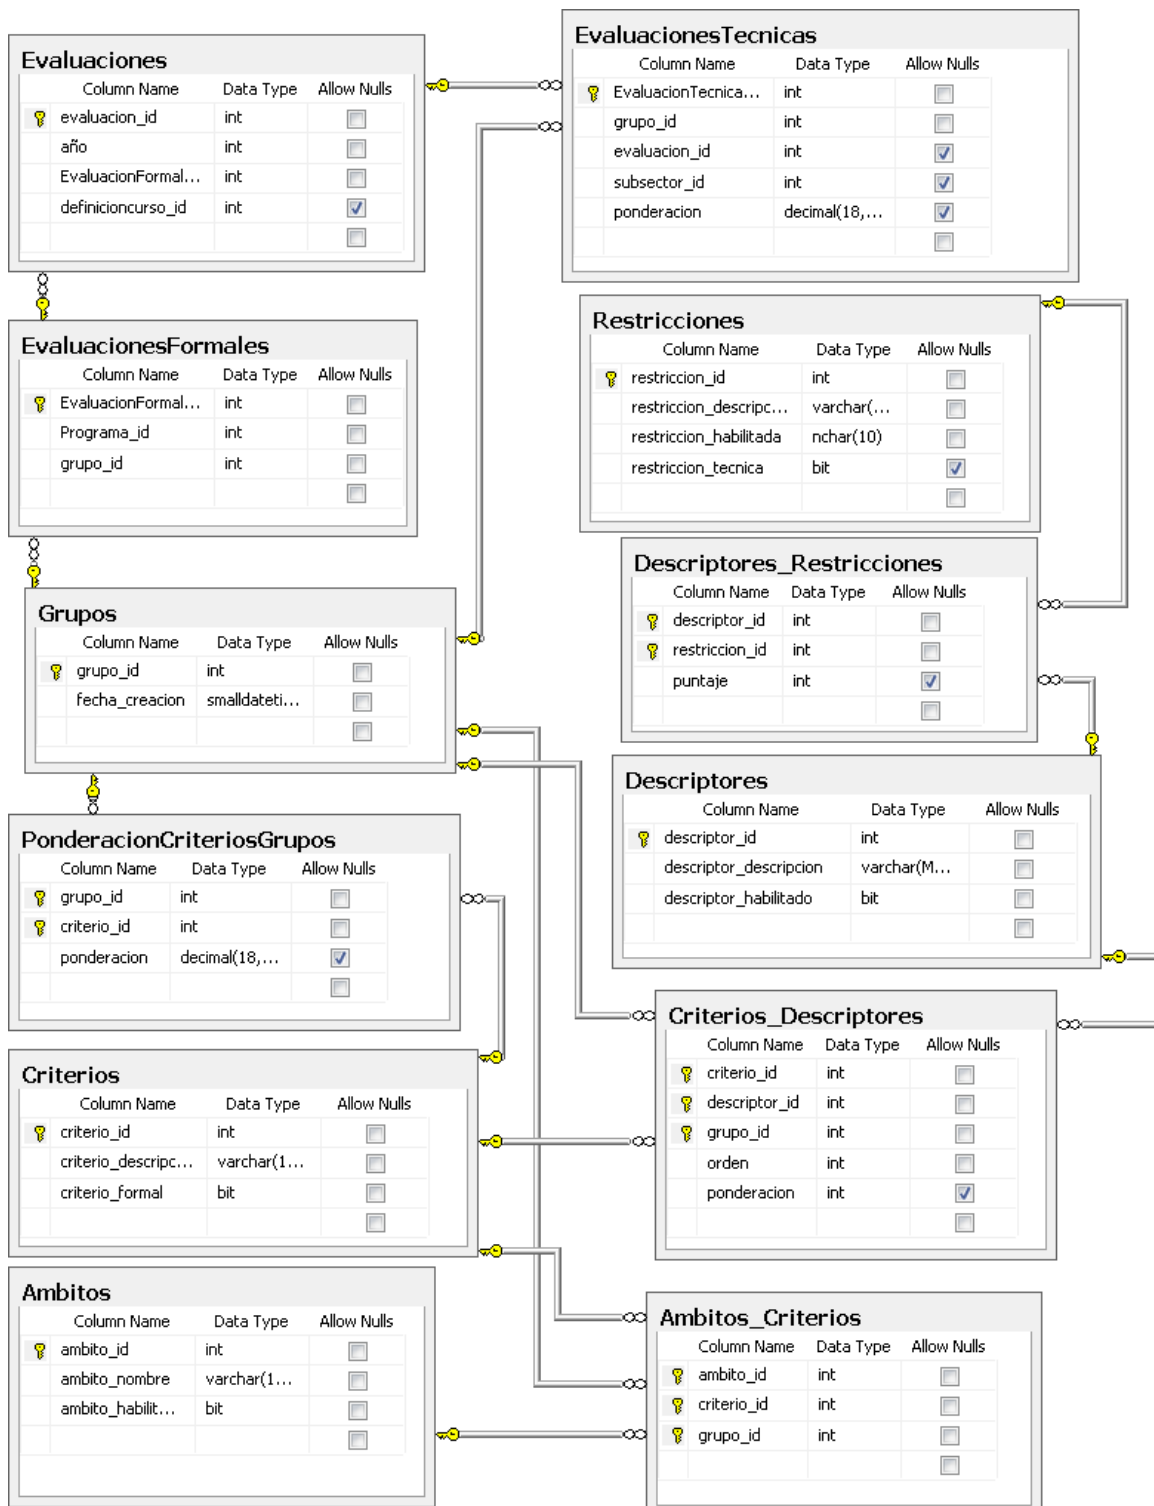 Evaluaciones
Column Name Data Type Allow Nulls
evaluacion_id int
año int
EvaluacionFormal... int
definicioncurso_id int
EvaluacionesTecnicas
Column Name Data Type Allow Nulls
EvaluacionTecnica... int
grupo_id int
evaluacion_id int
subsector_id int
ponderacion decimal(18,...
EvaluacionesFormales
Column Name Data Type Allow Nulls
EvaluacionFormal... int
Programa_id int
grupo_id int
Restricciones
Column Name Data Type Allow Nulls
restriccion_id int
restriccion_descripc... varchar(...
restriccion_habilitada nchar(10)
restriccion_tecnica bit
Grupos
Column Name Data Type Allow Nulls
grupo_id int
fecha_creacion smalldateti...
Descriptores_Restricciones
Column Name Data Type Allow Nulls
descriptor_id int
restriccion_id int
puntaje int
Descriptores
Column Name Data Type Allow Nulls
descriptor_id int
descriptor_descripcion varchar(M...
descriptor_habilitado bit
PonderacionCriteriosGrupos
Column Name Data Type Allow Nulls
grupo_id int
criterio_id int
ponderacion decimal(18,...
Criterios_Descriptores
Column Name Data Type Allow Nulls
criterio_id int
descriptor_id int
grupo_id int
orden int
ponderacion int
Criterios
Column Name Data Type Allow Nulls
criterio_id int
criterio_descripc... varchar(1...
criterio_formal bit
Ambitos
Column Name Data Type Allow Nulls
ambito_id int
ambito_nombre varchar(1...
ambito_habilit... bit
Ambitos_Criterios
Column Name Data Type Allow Nulls
ambito_id int
criterio_id int
grupo_id int